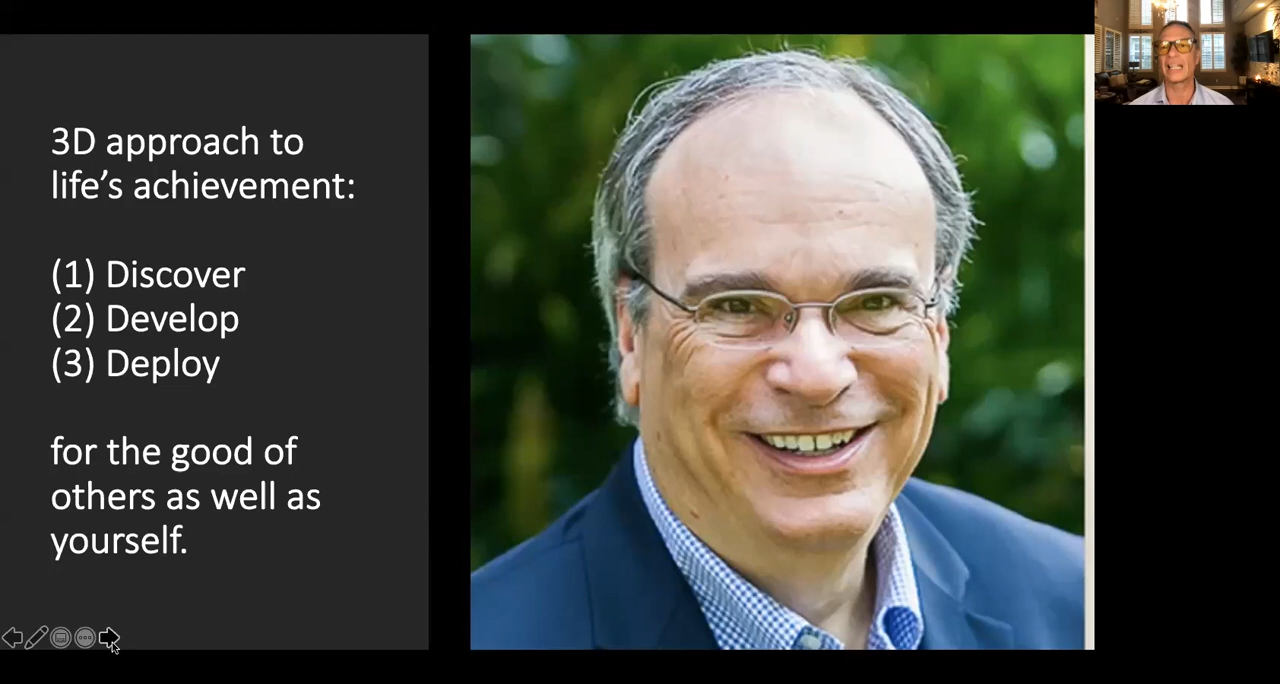 3D approach to
life’s achievement:
(1) Discover
(2) Develop
(3) Deploy
for the good of
others as well as
yourself.